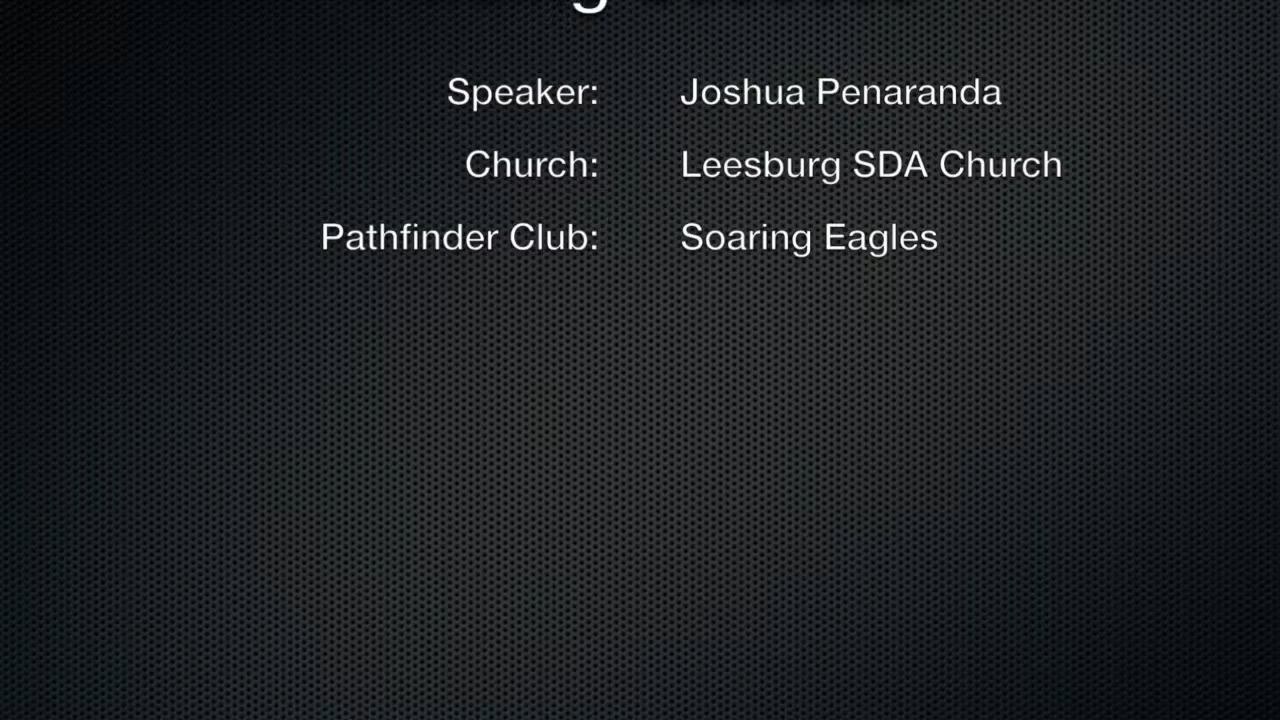 Speaker: Joshua Penaranda
Church: Leesburg SDA Church
Pathfinder Club: Soaring Eagles